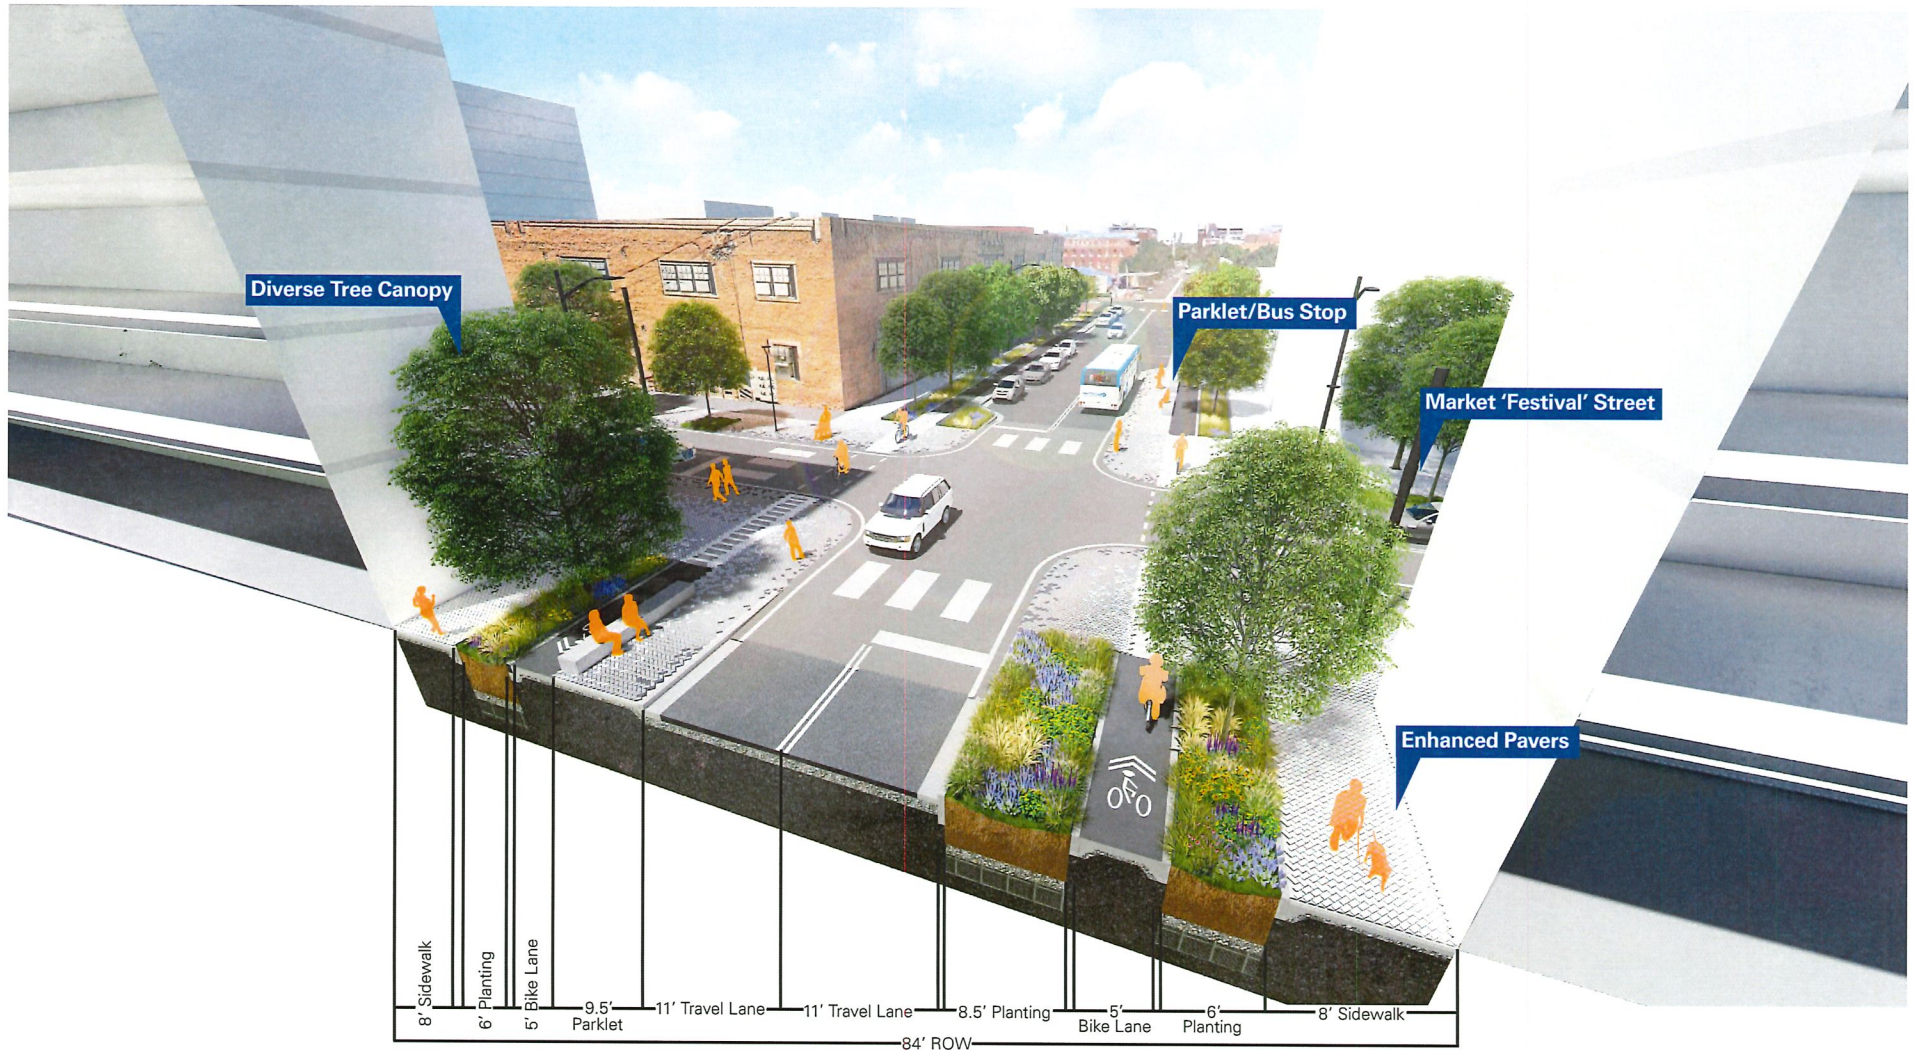 Diverse Tree Canopy
Parklet/Bus Stop
Market ‘Festival’ Street
Enhanced Pavers
8’ Sidewalk
6’ Planting
5’ Bike Lane
9.5’
Parklet
11’ Travel Lane
11’ Travel Lane
8.5’ Planting
5’
Bike Lane
6’
Planting
8’ Sidewalk
84’ ROW